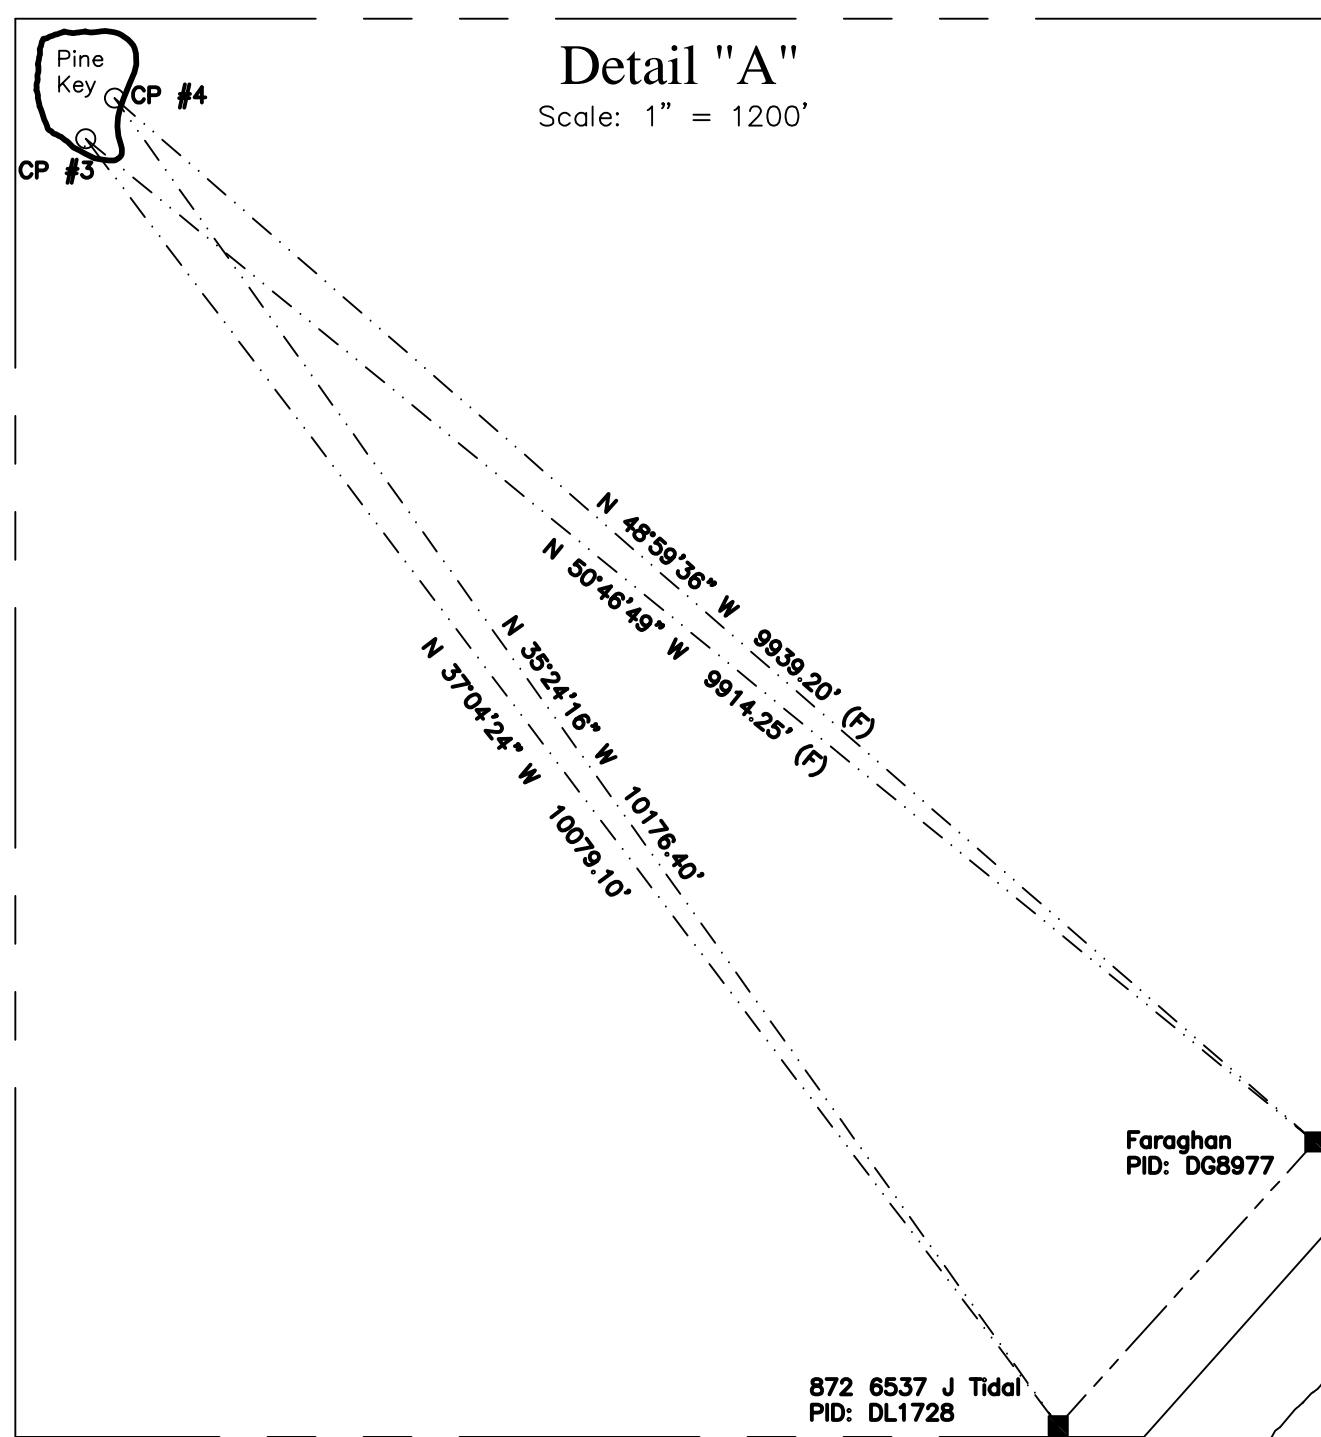 Detail "A"
Scale: 1" = 1200'
Pine
Key
CP #4
CP #3
N 48°59'36" W 9939.20' (F)
N 50°46'49" W 9914.25' (F)
N 35°24'16" W 10176.40'
N 37°04'24" W 10079.10'
Faraghan
PID: DG8977
872 6537 J Tidal
PID: DL1728